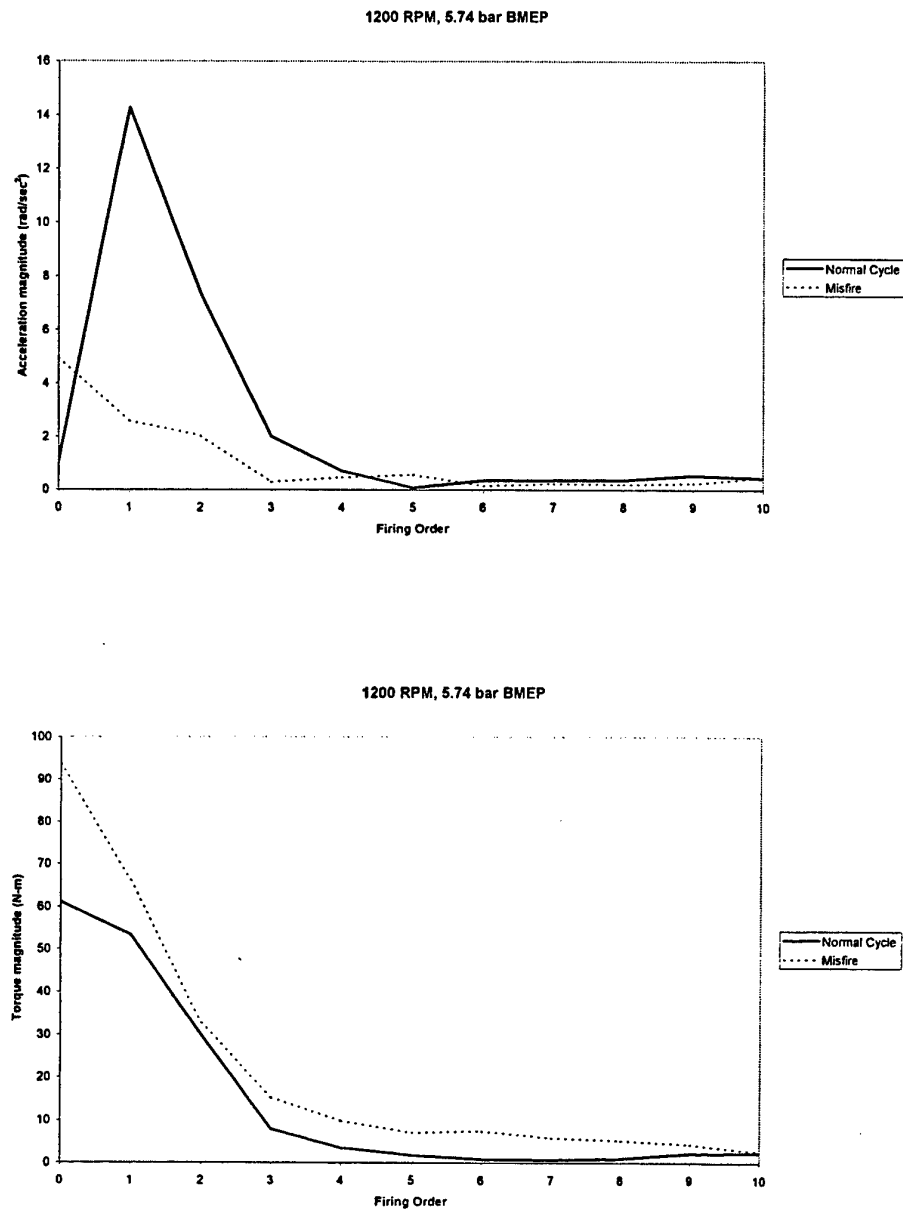 1200 RPM, 5.74 bar BMEP
Acceleration magnitude (rad/sec²)
16
14
12
10
8
6
4
2
0
0 1 2 3 4 5 6 7 8 9 10
Firing Order
Normal Cycle
Misfire
1200 RPM, 5.74 bar BMEP
Torque magnitude (N-m)
100
90
80
70
60
50
40
30
20
10
0
0 1 2 3 4 5 6 7 8 9 10
Firing Order
Normal Cycle
Misfire